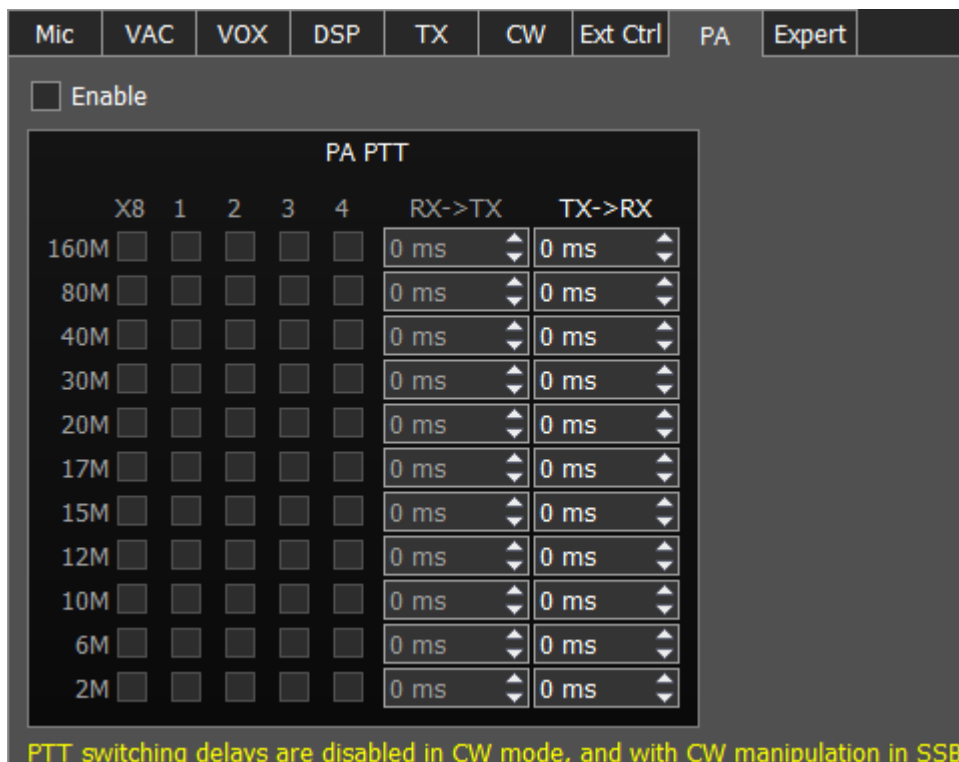 Mic VAC VOX DSP TX CW Ext Ctrl PA Expert
Enable
PA PTT
X8 1 2 3 4 RX->TX TX->RX
160M 0 ms 0 ms
80M 0 ms 0 ms
40M 0 ms 0 ms
30M 0 ms 0 ms
20M 0 ms 0 ms
17M 0 ms 0 ms
15M 0 ms 0 ms
12M 0 ms 0 ms
10M 0 ms 0 ms
6M 0 ms 0 ms
2M 0 ms 0 ms
PTT switching delays are disabled in CW mode, and with CW manipulation in SSB